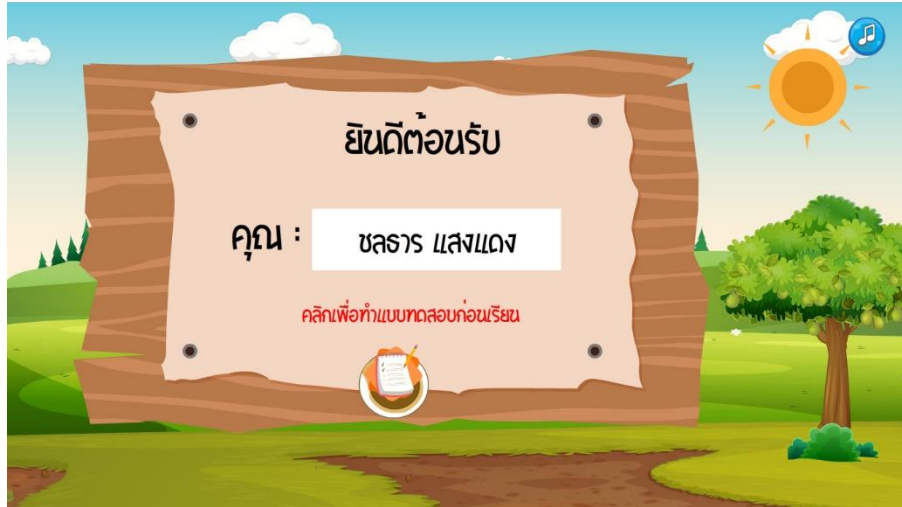 ยินดีต้อนรับ
คุณ : ชลธาร แสงแดง
คลิกเพื่อทำแบบทดสอบก่อนเรียน